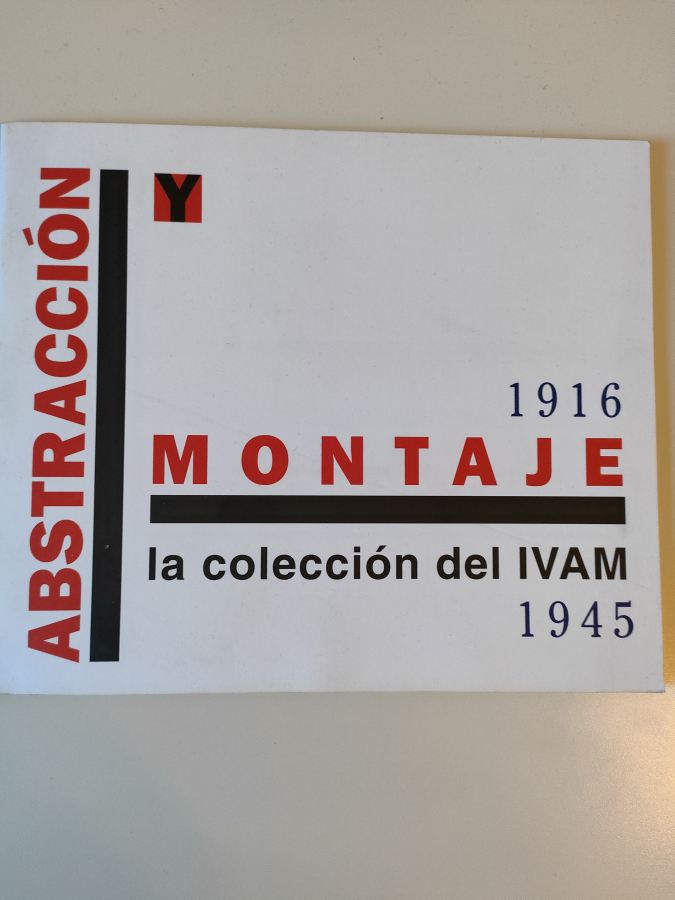 ABSTRACCIÓN
Y
1916
MONTAJE
la colección del IVAM
1945